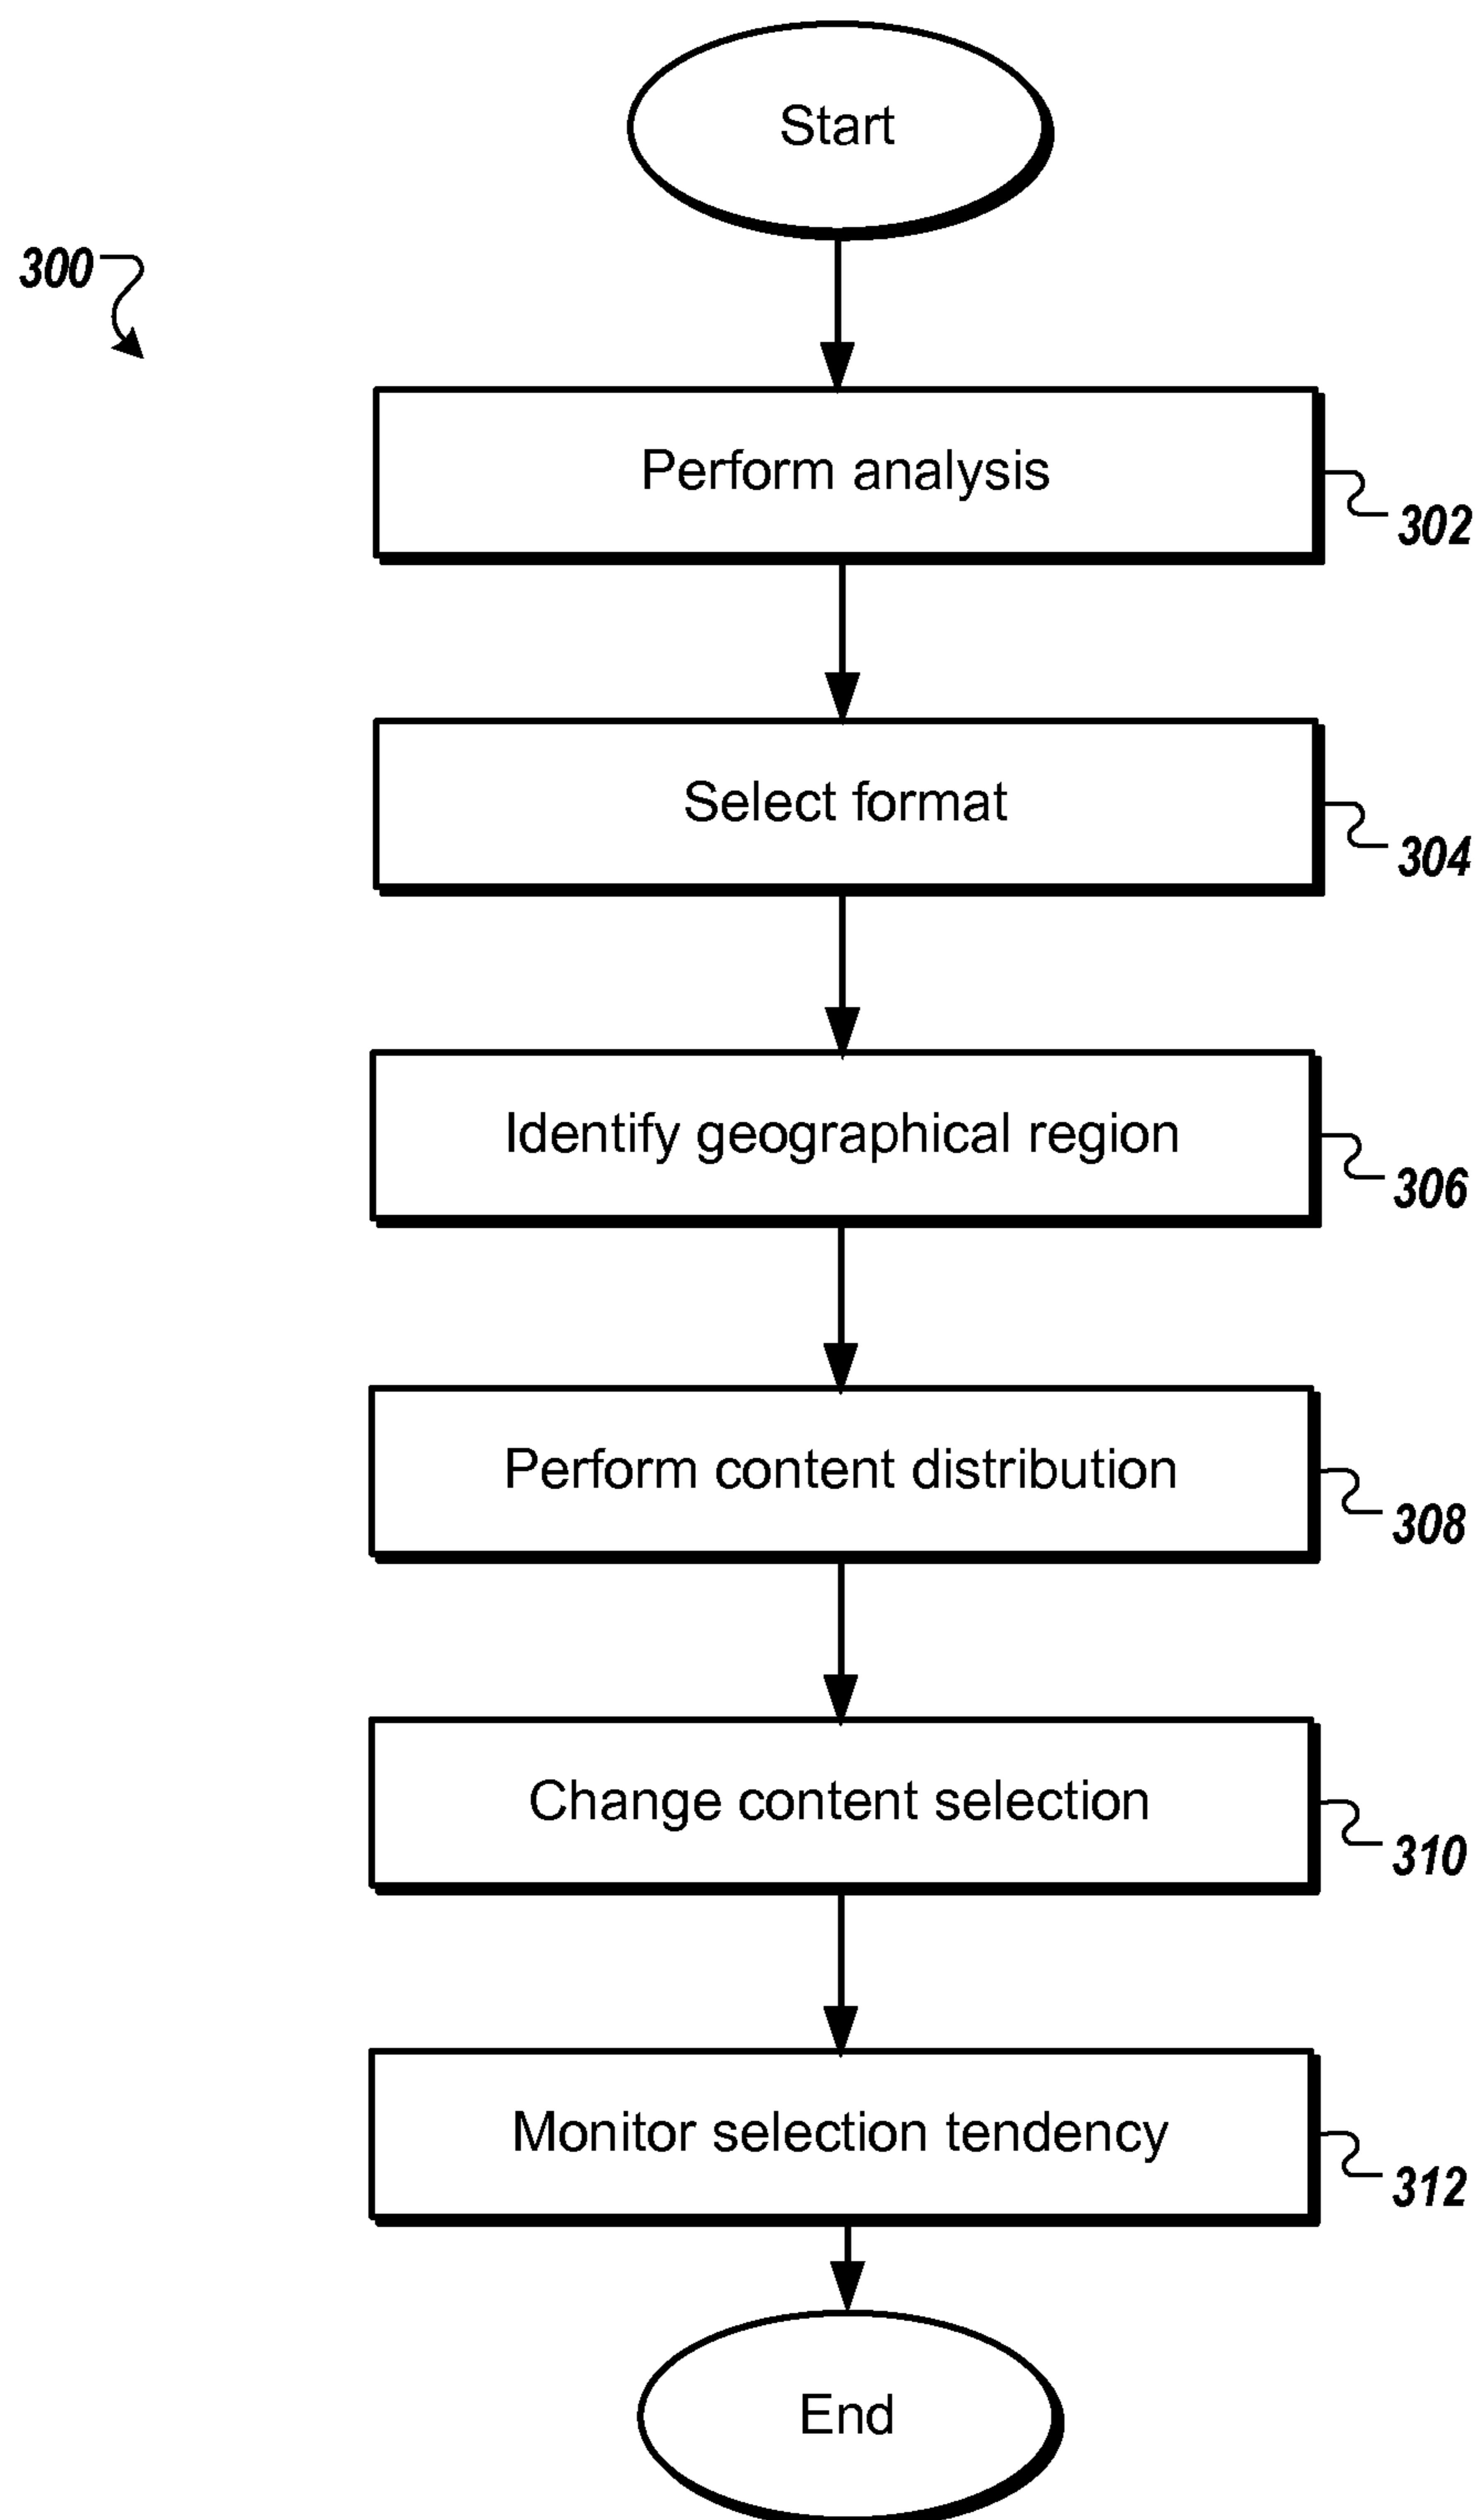 Start
300
Perform analysis
302
Select format
304
Identify geographical region
306
Perform content distribution
308
Change content selection
310
Monitor selection tendency
312
End